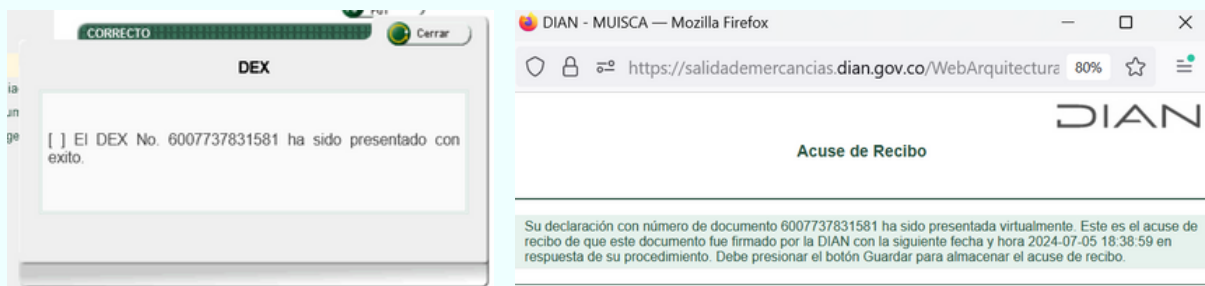 CORRECTO
Cerrar
DEX
[ ] El DEX No. 6007737831581 ha sido presentado con
exito.
DIAN - MUISCA — Mozilla Firefox
https://salidademercancias.dian.gov.co/WebArquitectura
80%
DIAN
Acuse de Recibo
Su declaración con número de documento 6007737831581 ha sido presentada virtualmente. Este es el acuse de
recibo de que este documento fue firmado por la DIAN con la siguiente fecha y hora 2024-07-05 18:38:59 en
respuesta de su procedimiento. Debe presionar el botón Guardar para almacenar el acuse de recibo.